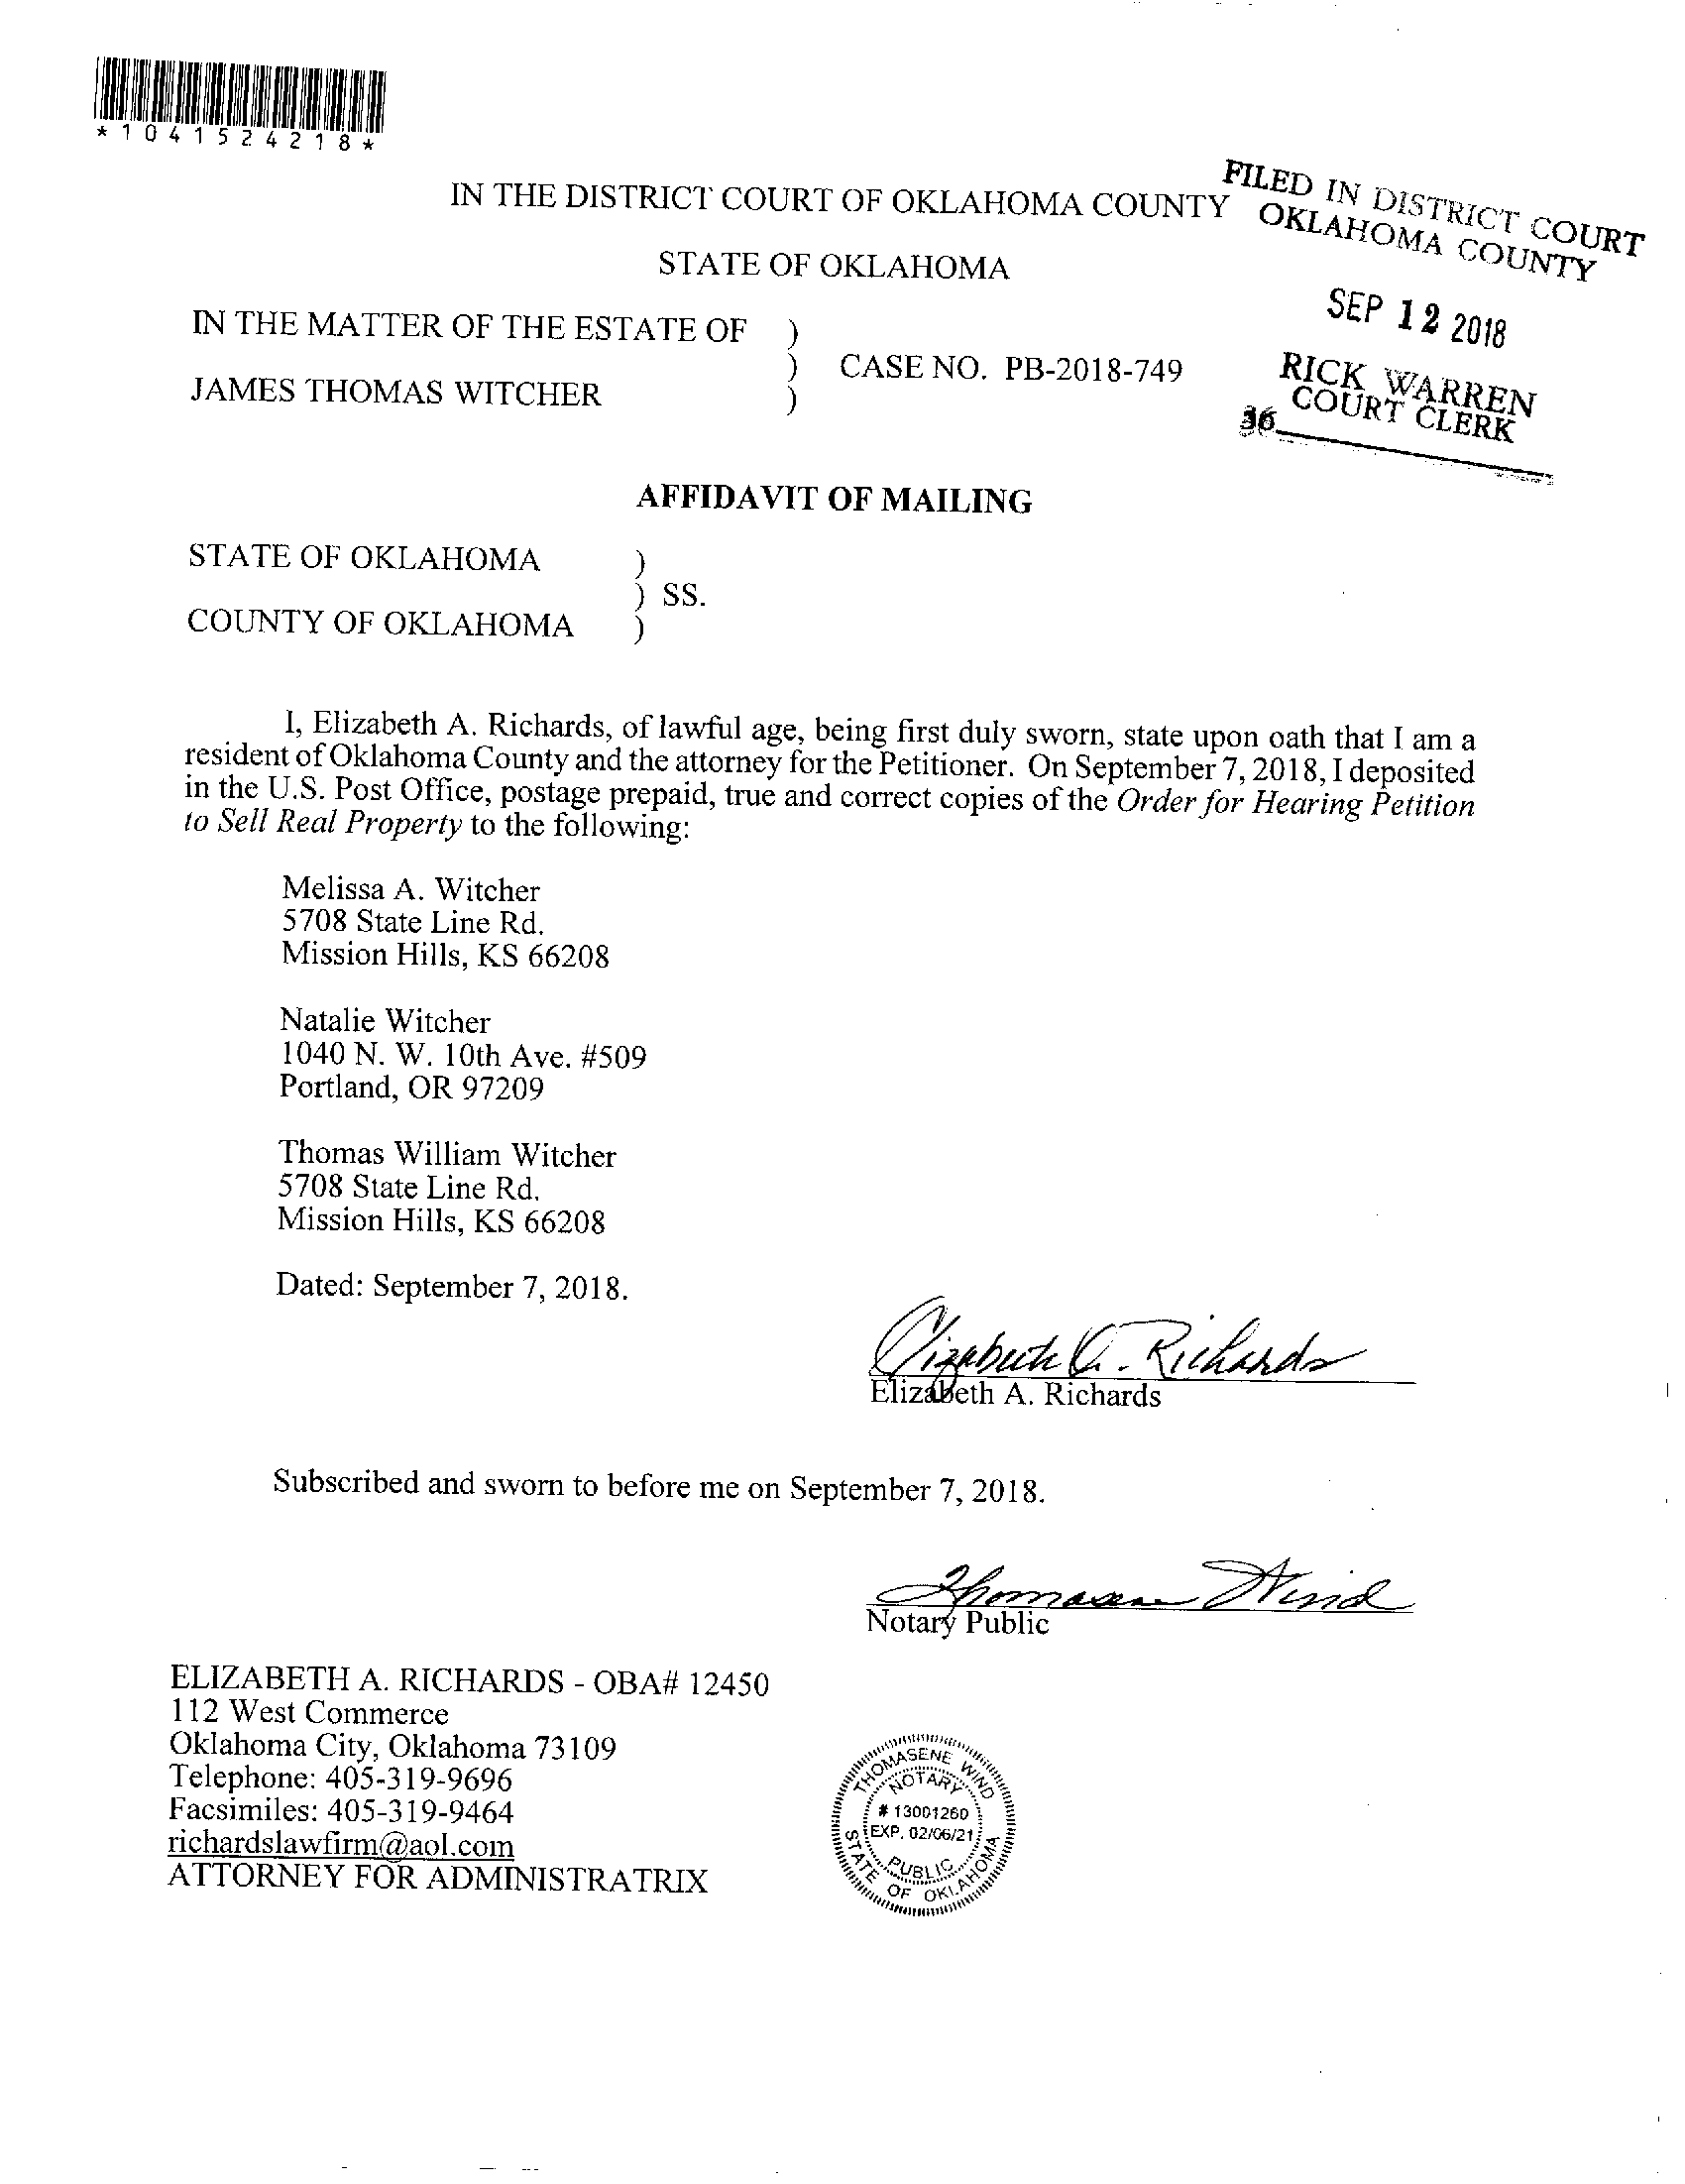 *1041524218*
IN THE DISTRICT COURT OF OKLAHOMA COUNTY
FILED IN DISTRICT COURT
OKLAHOMA COUNTY
STATE OF OKLAHOMA
SEP 12 2018
IN THE MATTER OF THE ESTATE OF )
) CASE NO. PB-2018-749
JAMES THOMAS WITCHER )
RICK WARREN
COURT CLERK
36
AFFIDAVIT OF MAILING
STATE OF OKLAHOMA )
) SS.
COUNTY OF OKLAHOMA )
I, Elizabeth A. Richards, of lawful age, being first duly sworn, state upon oath that I am a
resident of Oklahoma County and the attorney for the Petitioner. On September 7, 2018, I deposited
in the U.S. Post Office, postage prepaid, true and correct copies of the Order for Hearing Petition
to Sell Real Property to the following:
Melissa A. Witcher
5708 State Line Rd.
Mission Hills, KS 66208
Natalie Witcher
1040 N. W. 10th Ave. #509
Portland, OR 97209
Thomas William Witcher
5708 State Line Rd.
Mission Hills, KS 66208
Dated: September 7, 2018.
Elizabeth A. Richards
Elizabeth A. Richards
Subscribed and sworn to before me on September 7, 2018.
Thomasene Wind
Notary Public
ELIZABETH A. RICHARDS - OBA# 12450
112 West Commerce
Oklahoma City, Oklahoma 73109
Telephone: 405-319-9696
Facsimiles: 405-319-9464
richardslawfirm@aol.com
ATTORNEY FOR ADMINISTRATRIX
THOMASENE WIND
NOTARY
# 13001260
EXP. 02/06/21
PUBLIC
STATE OF OKLAHOMA